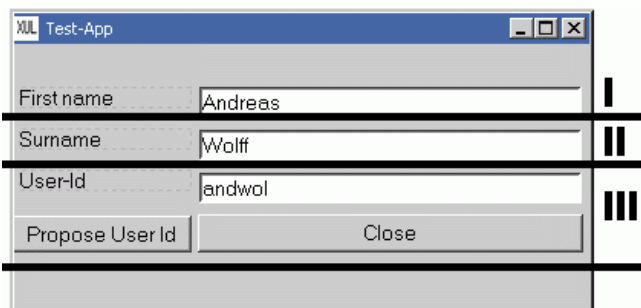 XUL Test-App
First name Andreas I
Surname Wolff II
User-Id andwol III
Propose User Id Close